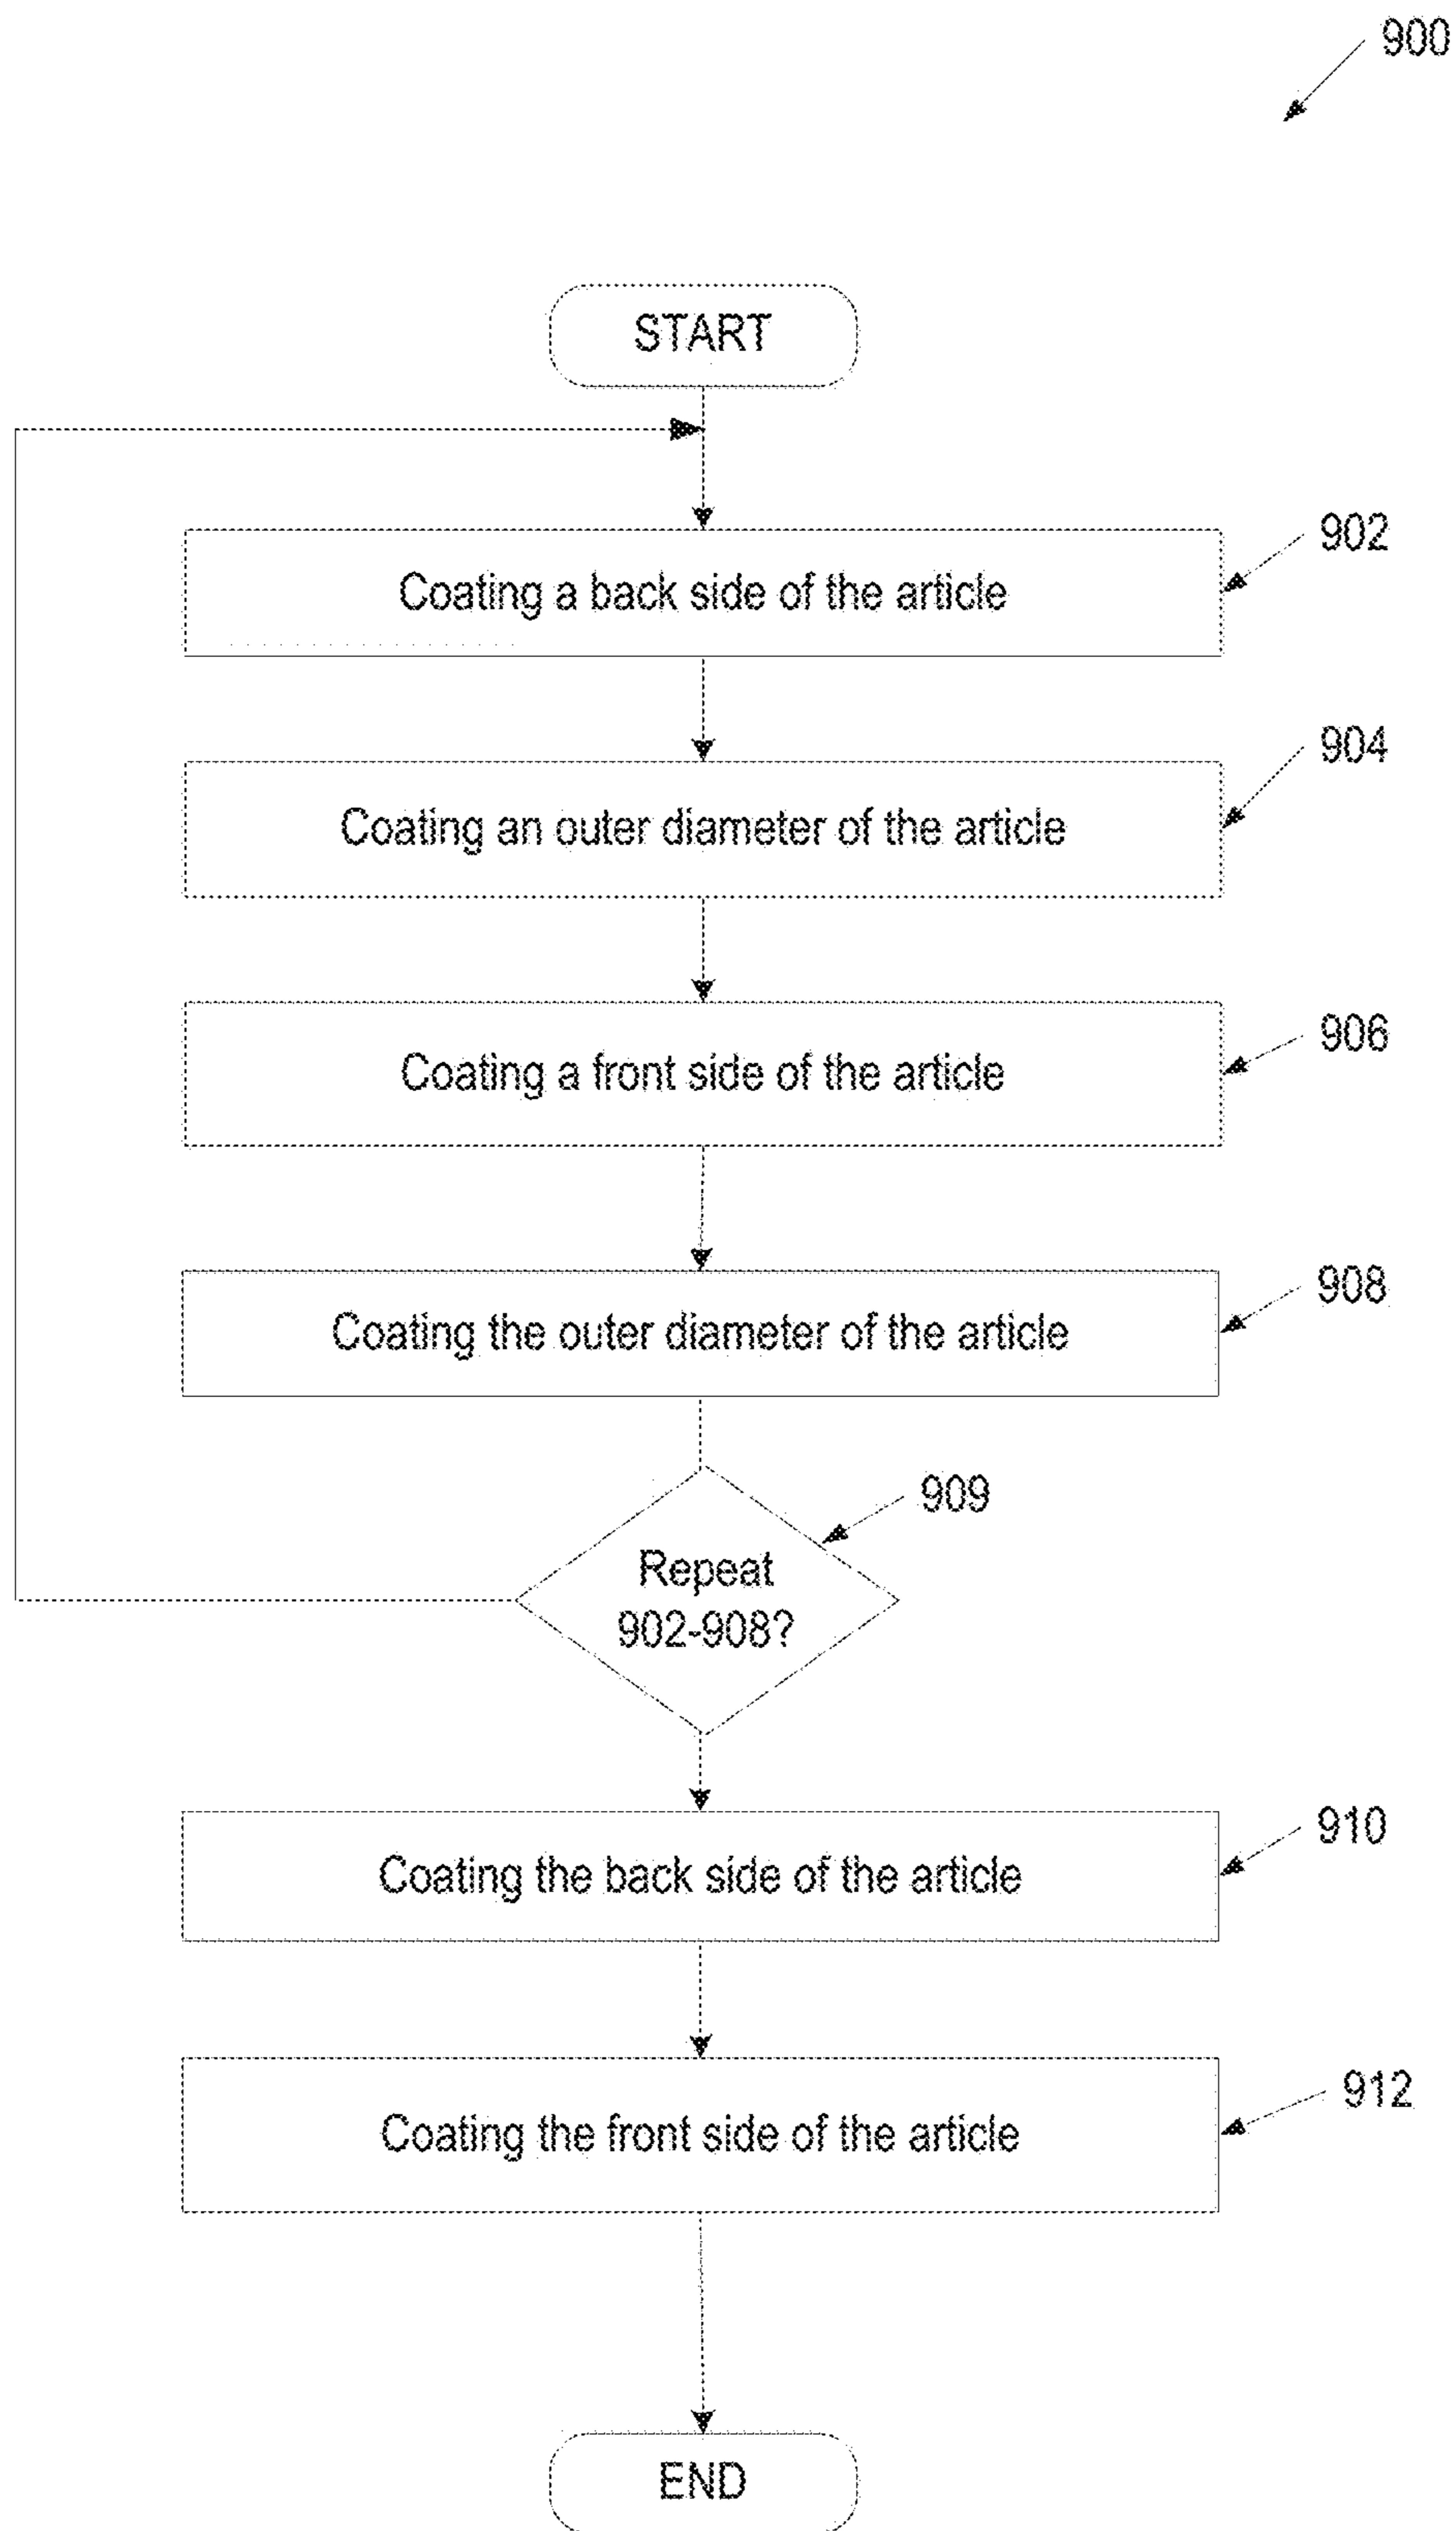 900
START
902
Coating a back side of the article
904
Coating an outer diameter of the article
906
Coating a front side of the article
908
Coating the outer diameter of the article
909
Repeat
902-908?
910
Coating the back side of the article
912
Coating the front side of the article
END